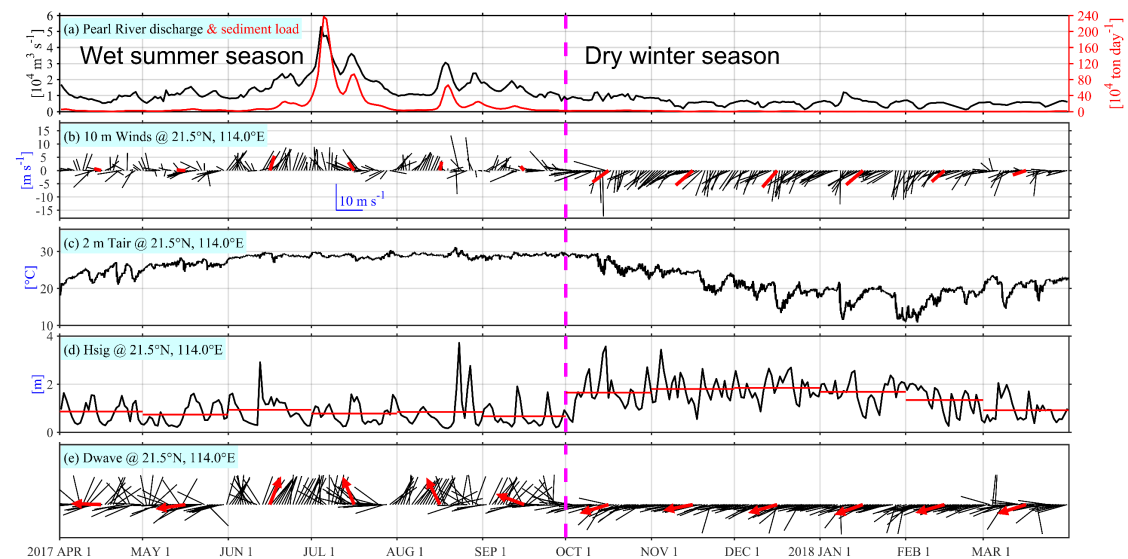 (a) Pearl River discharge & sediment load
Wet summer season
Dry winter season
[10⁴ m³ s⁻¹]
6
5
4
3
2
1
0
240
200
160
120
80
40
0
[10⁴ ton day⁻¹]
(b) 10 m Winds @ 21.5°N, 114.0°E
[m s⁻¹]
15
10
5
0
-5
-10
-15
10 m s⁻¹
(c) 2 m Tair @ 21.5°N, 114.0°E
[°C]
30
20
10
(d) Hsig @ 21.5°N, 114.0°E
[m]
4
2
0
(e) Dwave @ 21.5°N, 114.0°E
2017 APR 1 MAY 1 JUN 1 JUL 1 AUG 1 SEP 1 OCT 1 NOV 1 DEC 1 2018 JAN 1 FEB 1 MAR 1